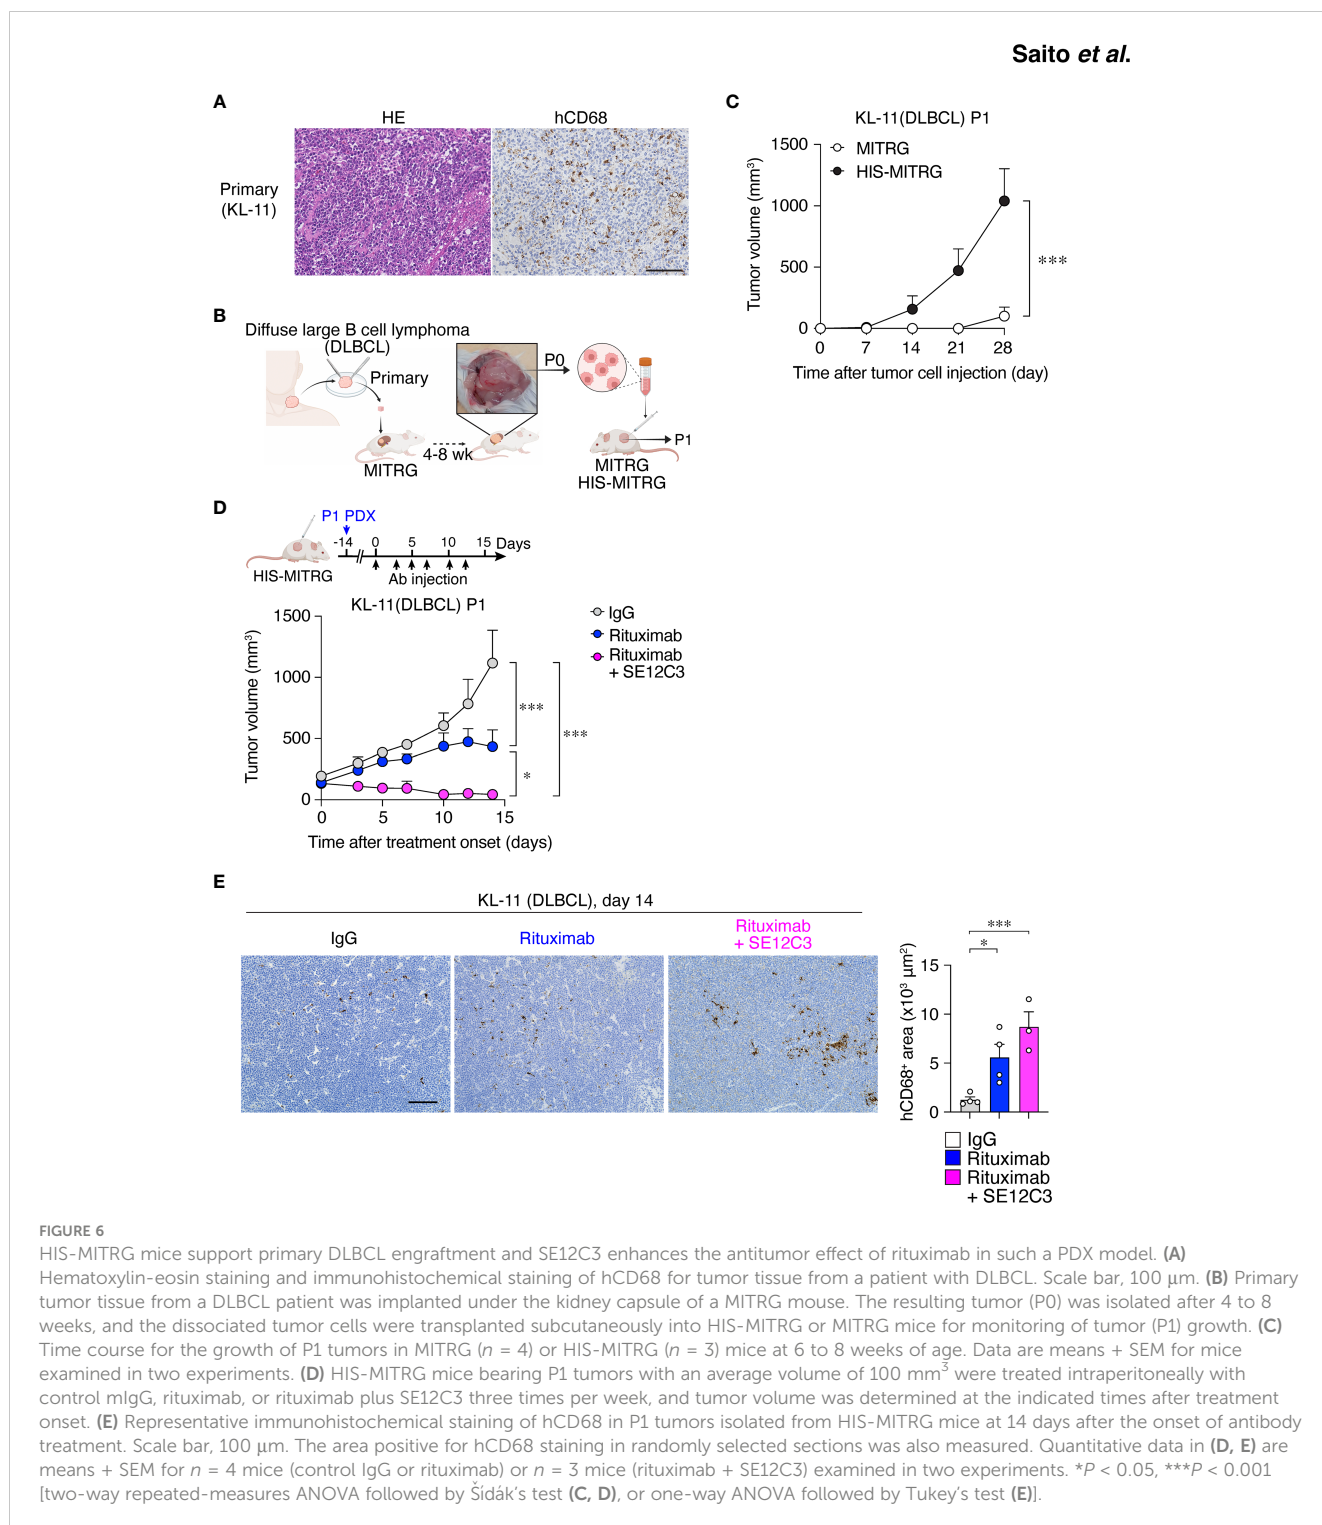 Saito et al.
A
HE
hCD68
Primary
(KL-11)
B
Diffuse large B cell lymphoma
(DLBCL)
Primary
P0
MITRG
4-8 wk
P1
MITRG
HIS-MITRG
C
KL-11(DLBCL) P1
MITRG
HIS-MITRG
Tumor volume (mm³)
1500
1000
500
0
***
0 7 14 21 28
Time after tumor cell injection (day)
D
P1 PDX
-14 0 5 10 15 Days
HIS-MITRG
Ab injection
KL-11(DLBCL) P1
IgG
Rituximab
Rituximab
+ SE12C3
Tumor volume (mm³)
1500
1000
500
0
***
***
*
0 5 10 15
Time after treatment onset (days)
E
KL-11 (DLBCL), day 14
IgG
Rituximab
Rituximab
+ SE12C3
hCD68⁺ area (x10³ μm²)
***
*
15
10
5
0
IgG
Rituximab
Rituximab
+ SE12C3
FIGURE 6
HIS-MITRG mice support primary DLBCL engraftment and SE12C3 enhances the antitumor effect of rituximab in such a PDX model. (A)
Hematoxylin-eosin staining and immunohistochemical staining of hCD68 for tumor tissue from a patient with DLBCL. Scale bar, 100 μm. (B) Primary
tumor tissue from a DLBCL patient was implanted under the kidney capsule of a MITRG mouse. The resulting tumor (P0) was isolated after 4 to 8
weeks, and the dissociated tumor cells were transplanted subcutaneously into HIS-MITRG or MITRG mice for monitoring of tumor (P1) growth. (C)
Time course for the growth of P1 tumors in MITRG (n = 4) or HIS-MITRG (n = 3) mice at 6 to 8 weeks of age. Data are means + SEM for mice
examined in two experiments. (D) HIS-MITRG mice bearing P1 tumors with an average volume of 100 mm³ were treated intraperitoneally with
control mIgG, rituximab, or rituximab plus SE12C3 three times per week, and tumor volume was determined at the indicated times after treatment
onset. (E) Representative immunohistochemical staining of hCD68 in P1 tumors isolated from HIS-MITRG mice at 14 days after the onset of antibody
treatment. Scale bar, 100 μm. The area positive for hCD68 staining in randomly selected sections was also measured. Quantitative data in (D, E) are
means + SEM for n = 4 mice (control IgG or rituximab) or n = 3 mice (rituximab + SE12C3) examined in two experiments. *P < 0.05, ***P < 0.001
[two-way repeated-measures ANOVA followed by Šídák's test (C, D), or one-way ANOVA followed by Tukey's test (E)].